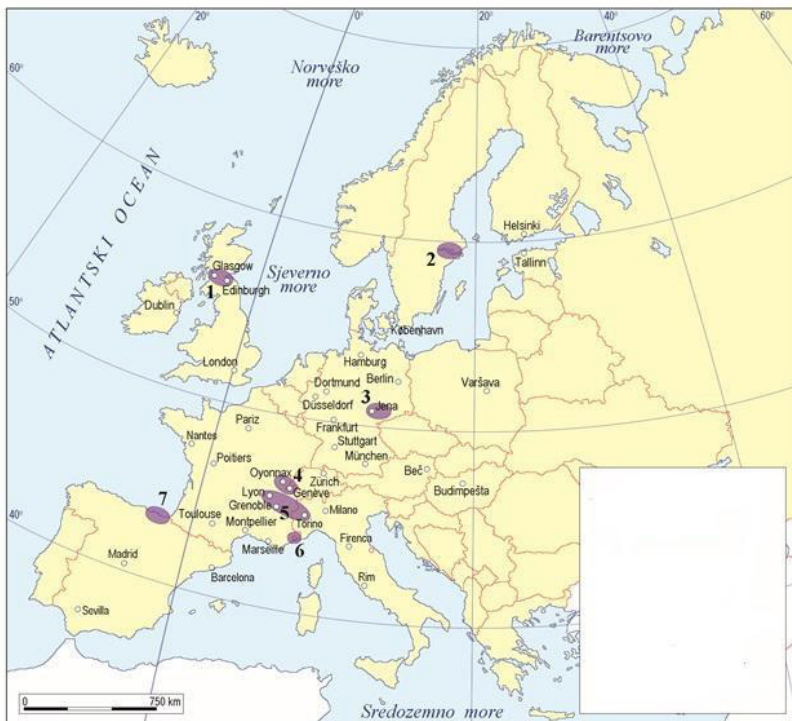 20°
0°
20°
40°
60°
Barentsovo
more
Norveško
more
60°
ATLANTSKI OCEAN
Helsinki
2
Tallinn
Glasgow
Sjeverno
more
1
Edinburgh
Dublin
50°
København
London
Hamburg
Berlin
Dortmund
Varšava
3
Jena
Düsseldorf
Pariz
Frankfurt
Nantes
Stuttgart
München
Poitiers
Oyonnax
4
Zürich
Beč
Lyon
Genève
Budimpešta
7
Grenoble
5
Milano
Toulouse
Torino
40°
Montpellier
6
Firenca
Marseille
Madrid
Barcelona
Rim
Sevilla
0
750 km
Sredozemno more